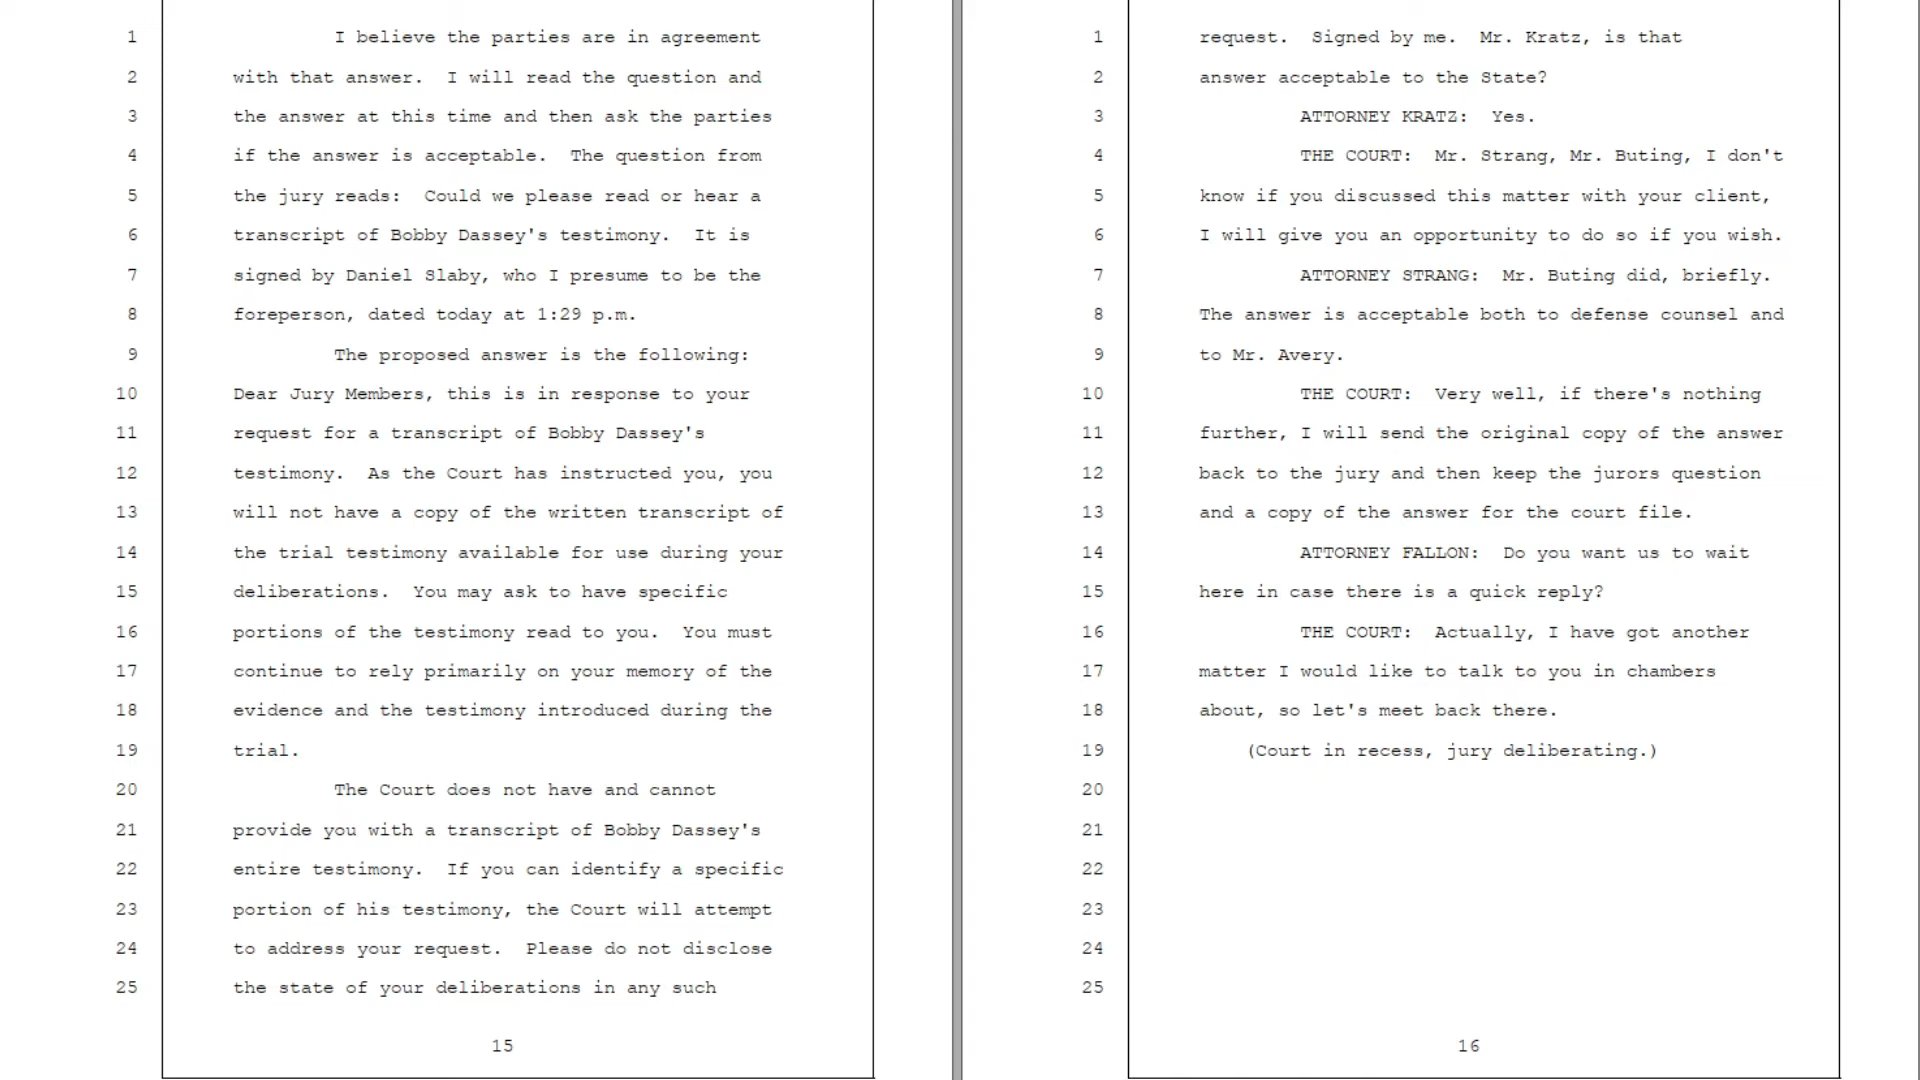 1 I believe the parties are in agreement
2 with that answer. I will read the question and
3 the answer at this time and then ask the parties
4 if the answer is acceptable. The question from
5 the jury reads: Could we please read or hear a
6 transcript of Bobby Dassey's testimony. It is
7 signed by Daniel Slaby, who I presume to be the
8 foreperson, dated today at 1:29 p.m.
9 The proposed answer is the following:
10 Dear Jury Members, this is in response to your
11 request for a transcript of Bobby Dassey's
12 testimony. As the Court has instructed you, you
13 will not have a copy of the written transcript of
14 the trial testimony available for use during your
15 deliberations. You may ask to have specific
16 portions of the testimony read to you. You must
17 continue to rely primarily on your memory of the
18 evidence and the testimony introduced during the
19 trial.
20 The Court does not have and cannot
21 provide you with a transcript of Bobby Dassey's
22 entire testimony. If you can identify a specific
23 portion of his testimony, the Court will attempt
24 to address your request. Please do not disclose
25 the state of your deliberations in any such
15
1 request. Signed by me. Mr. Kratz, is that
2 answer acceptable to the State?
3 ATTORNEY KRATZ: Yes.
4 THE COURT: Mr. Strang, Mr. Buting, I don't
5 know if you discussed this matter with your client,
6 I will give you an opportunity to do so if you wish.
7 ATTORNEY STRANG: Mr. Buting did, briefly.
8 The answer is acceptable both to defense counsel and
9 to Mr. Avery.
10 THE COURT: Very well, if there's nothing
11 further, I will send the original copy of the answer
12 back to the jury and then keep the jurors question
13 and a copy of the answer for the court file.
14 ATTORNEY FALLON: Do you want us to wait
15 here in case there is a quick reply?
16 THE COURT: Actually, I have got another
17 matter I would like to talk to you in chambers
18 about, so let's meet back there.
19 (Court in recess, jury deliberating.)
20
21
22
23
24
25
16